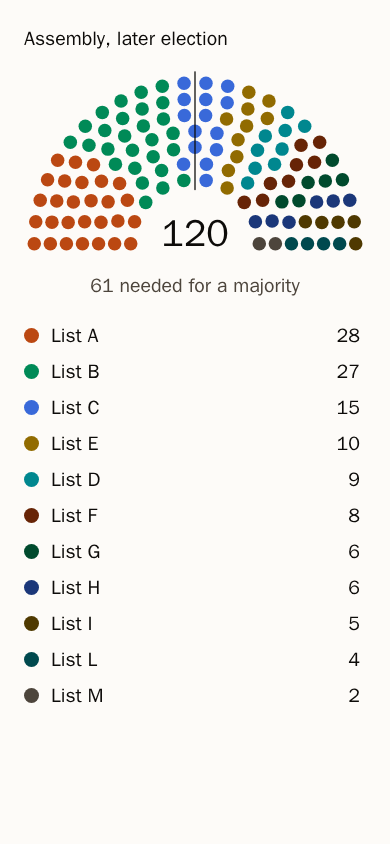 Assembly, later election
120
61 needed for a majority
List A 28
List B 27
List C 15
List E 10
List D 9
List F 8
List G 6
List H 6
List I 5
List L 4
List M 2